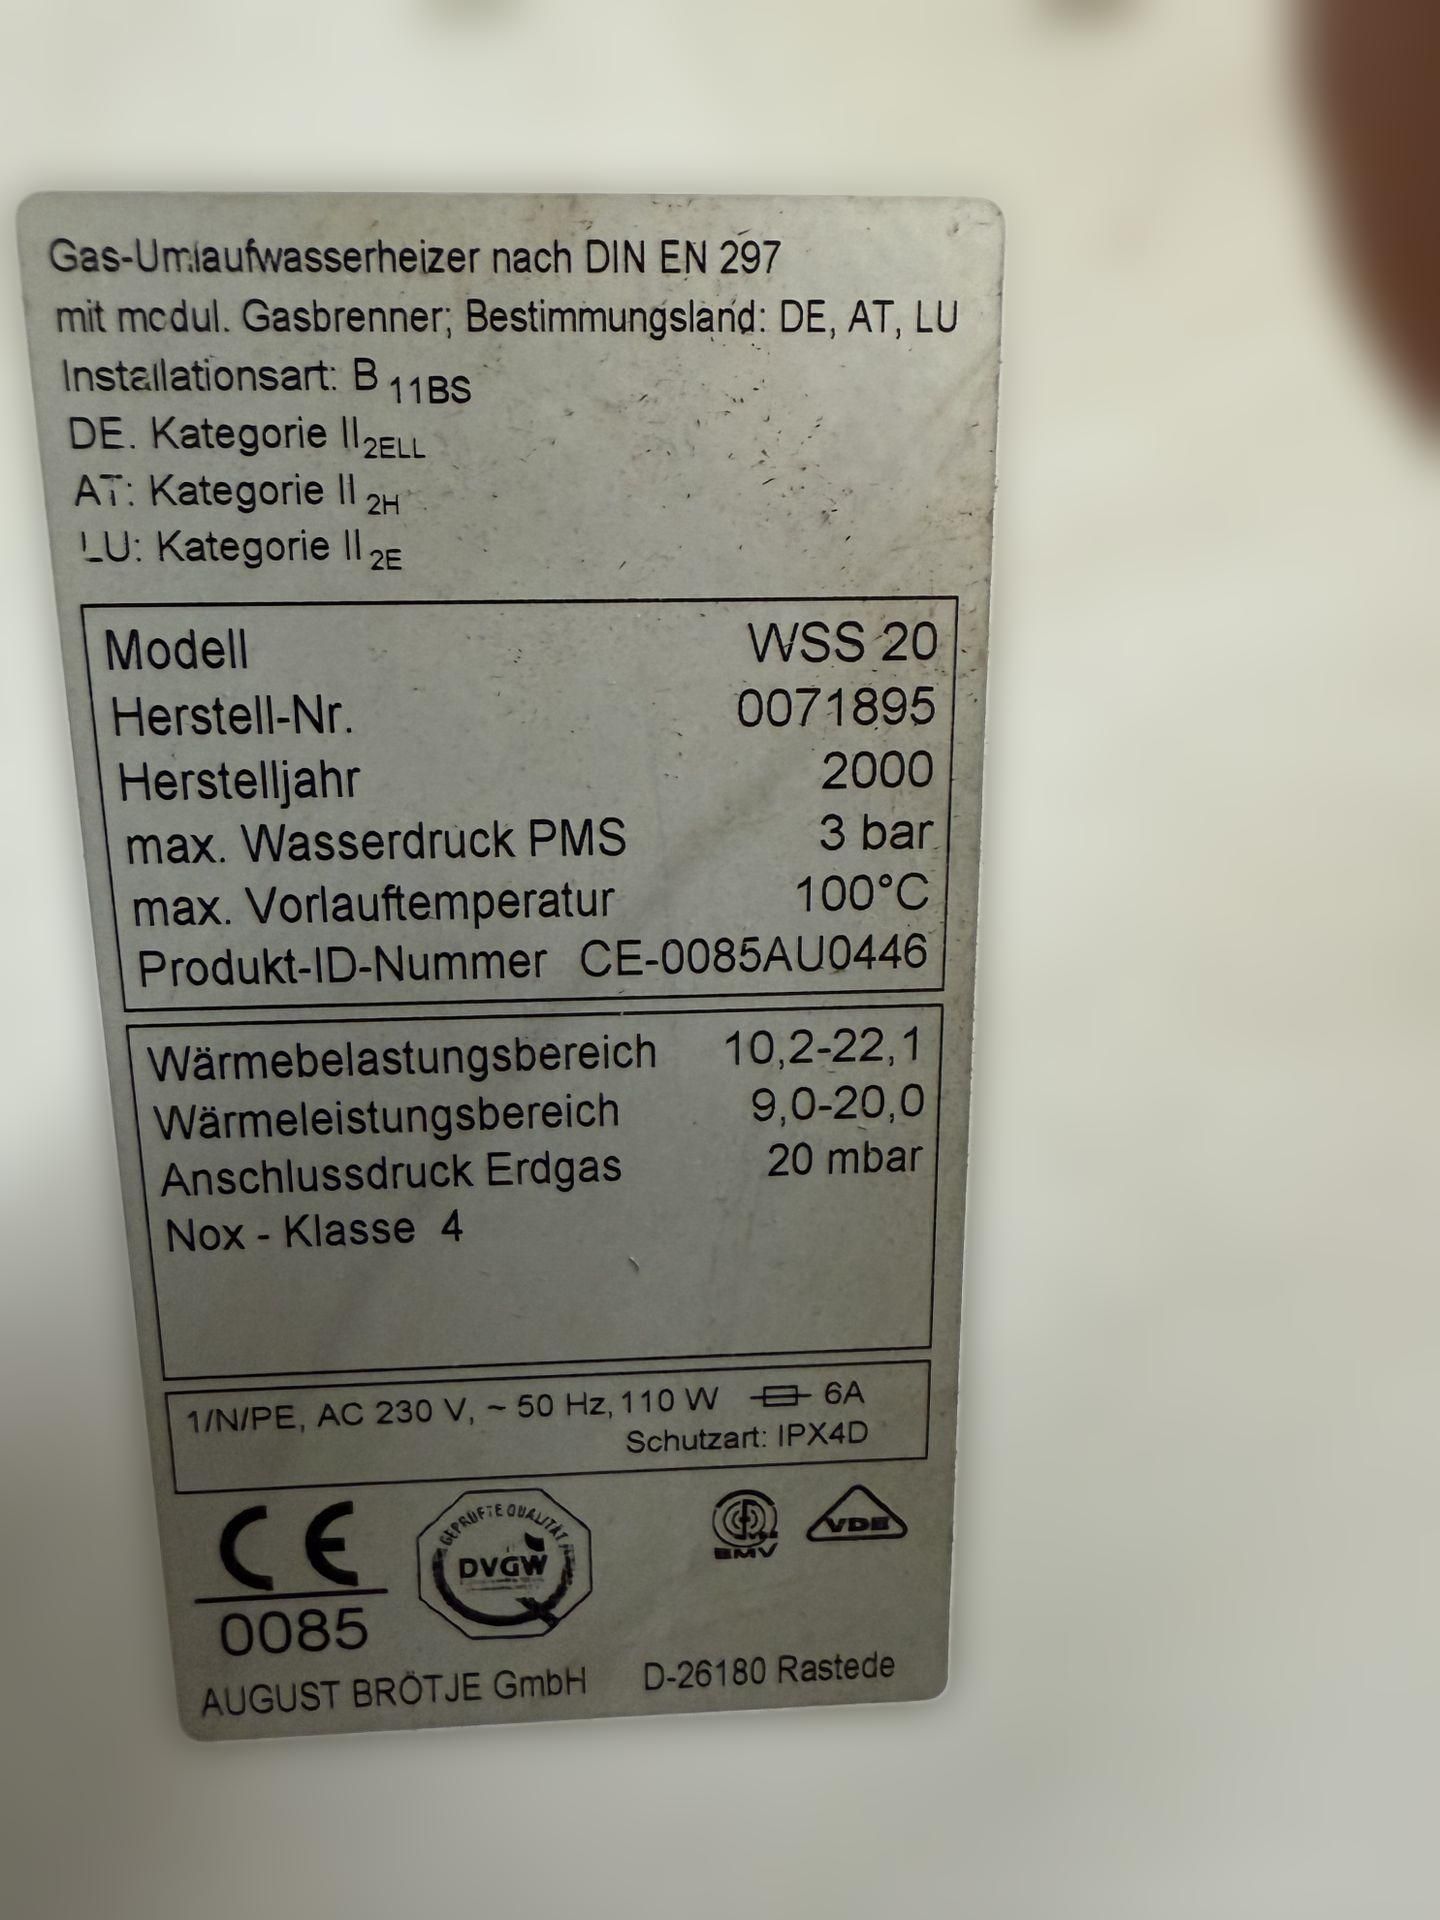 Gas-Umlaufwasserheizer nach DIN EN 297
mit modul. Gasbrenner; Bestimmungsland: DE, AT, LU
Installationsart: B 11BS
DE. Kategorie II2ELL
AT: Kategorie II 2H
LU: Kategorie II 2E
Modell WSS 20
Herstell-Nr. 0071895
Herstelljahr 2000
max. Wasserdruck PMS 3 bar
max. Vorlauftemperatur 100°C
Produkt-ID-Nummer CE-0085AU0446
Wärmebelastungsbereich 10,2-22,1
Wärmeleistungsbereich 9,0-20,0
Anschlussdruck Erdgas 20 mbar
Nox - Klasse 4
1/N/PE, AC 230 V, ~ 50 Hz, 110 W 6A
Schutzart: IPX4D
CE
0085
GEPRÜFTE QUALITÄT
DVGW
EMV
VDE
AUGUST BRÖTJE GmbH D-26180 Rastede